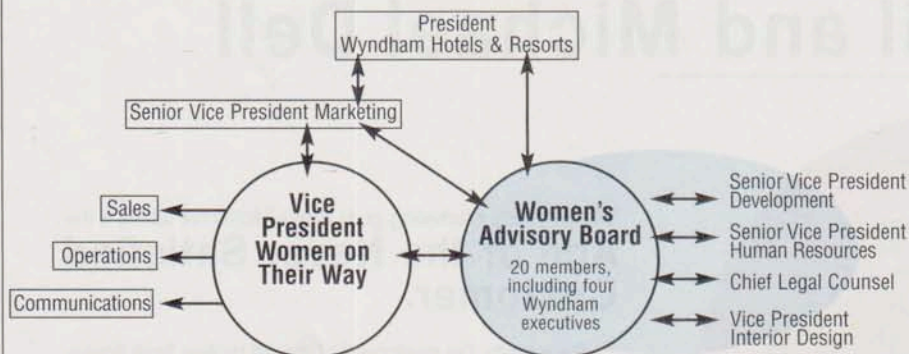 President
Wyndham Hotels & Resorts
Senior Vice President Marketing
Sales
Operations
Communications
Vice
President
Women on
Their Way
Women's
Advisory Board
20 members,
including four
Wyndham
executives
Senior Vice President
Development
Senior Vice President
Human Resources
Chief Legal Counsel
Vice President
Interior Design